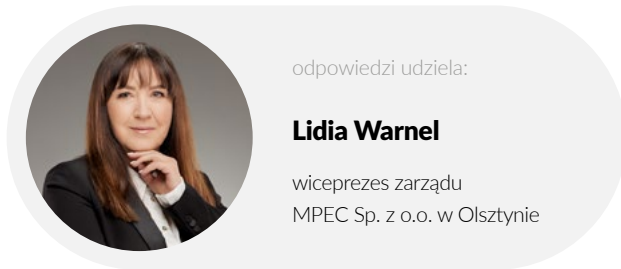 odpowiedzi udziela:
Lidia Warnel
wiceprezes zarządu
MPEC Sp. z o.o. w Olsztynie